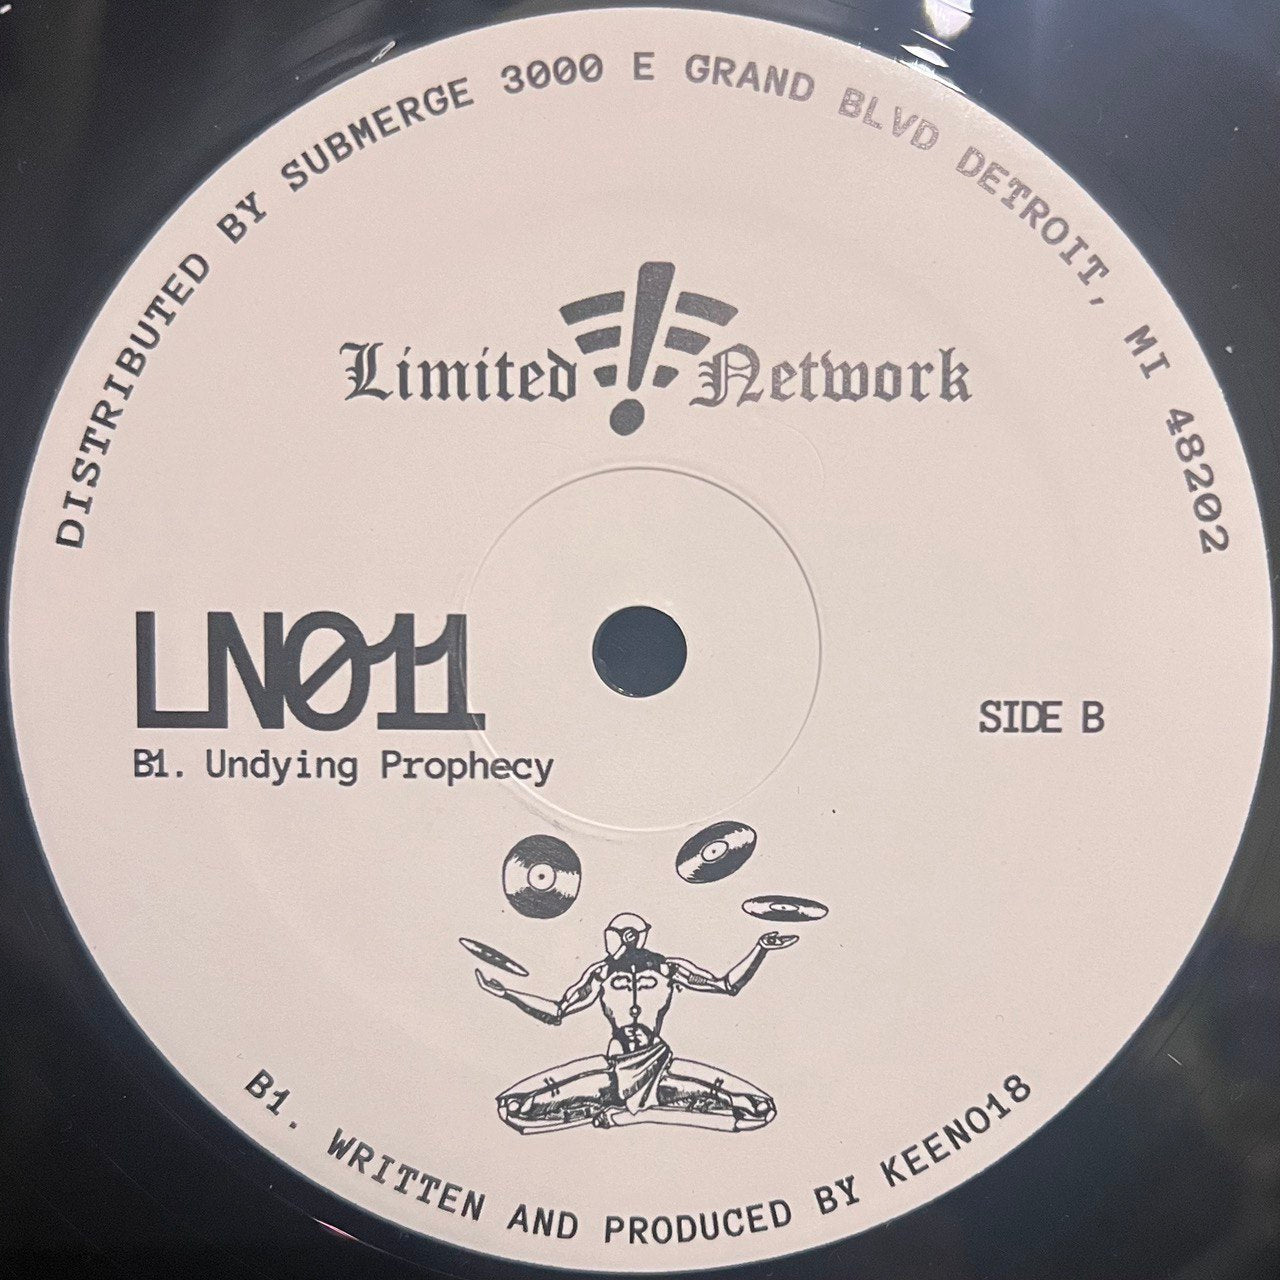 DISTRIBUTED BY SUBMERGE 3000 E GRAND BLVD DETROIT, MI 48202
Limited Network
LN011
SIDE B
B1. Undying Prophecy
B1. WRITTEN AND PRODUCED BY KEENO18